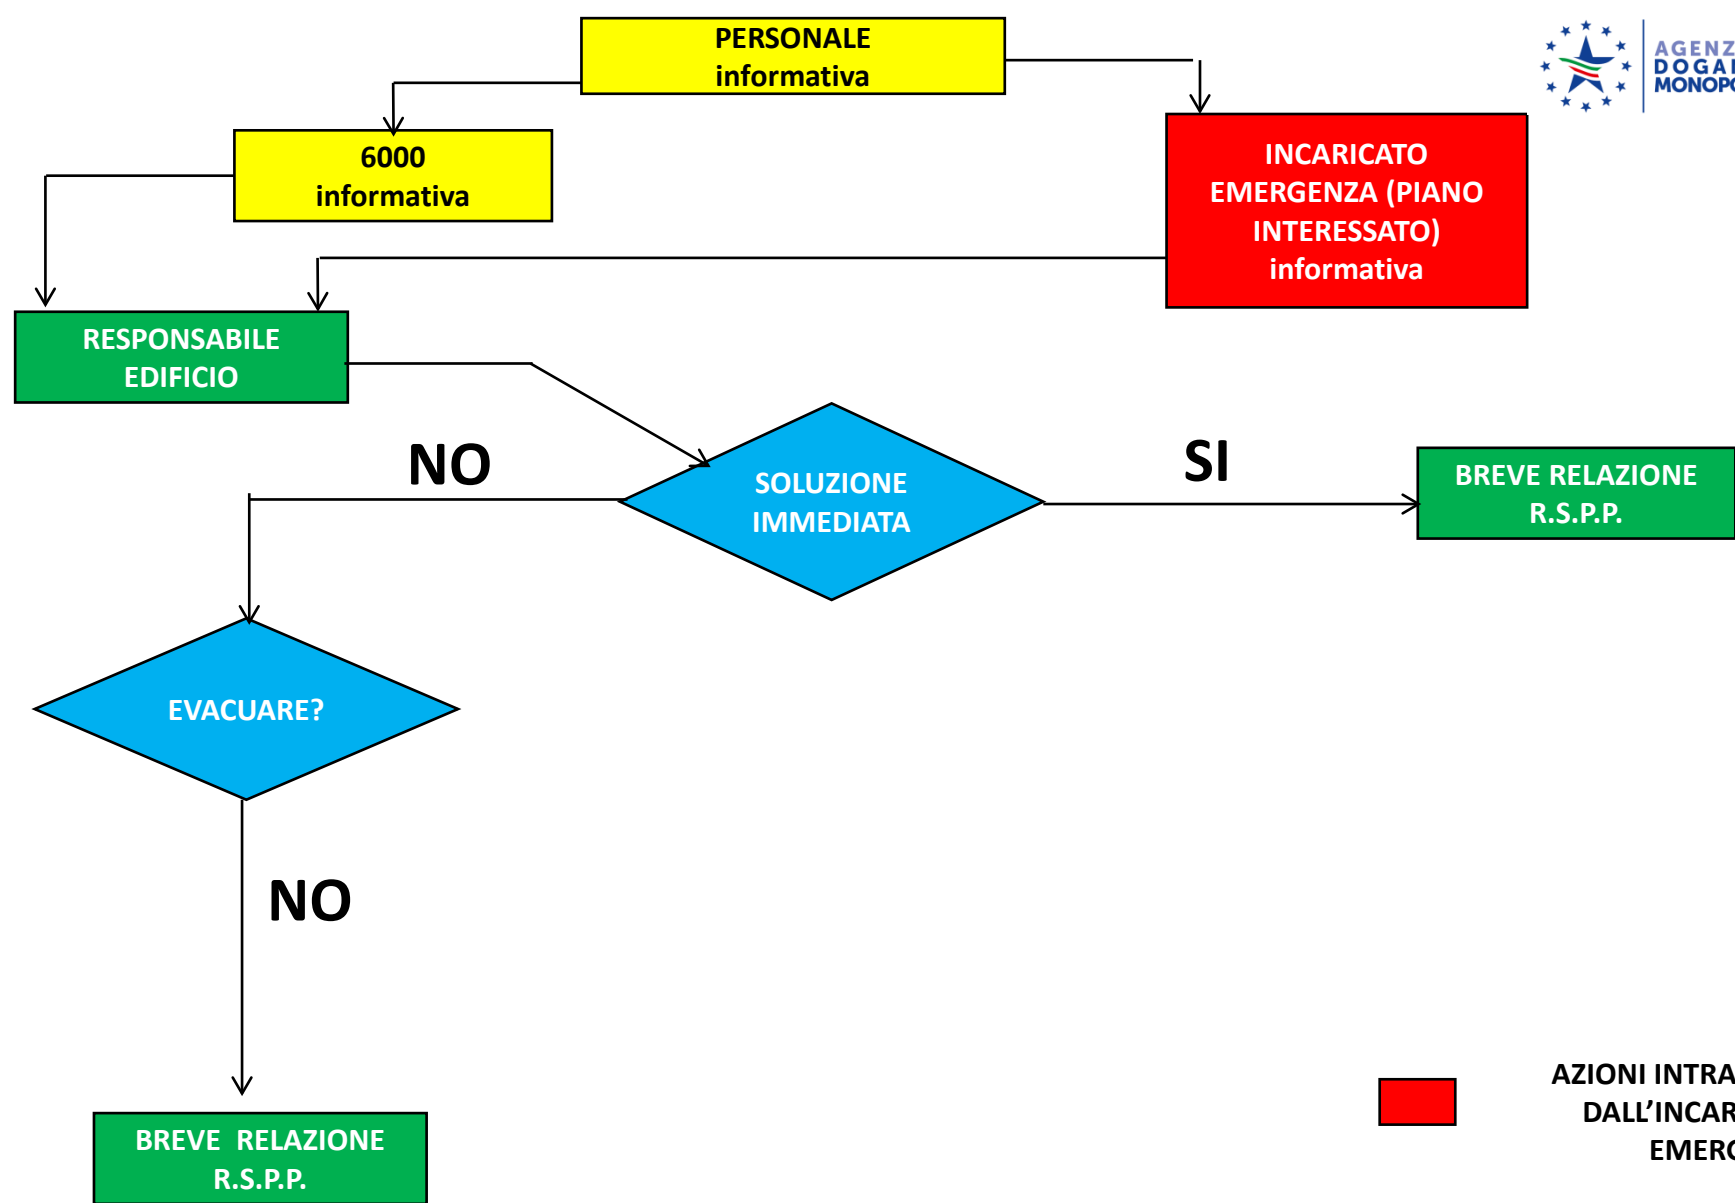 PERSONALE
informativa
6000
informativa
INCARICATO
EMERGENZA (PIANO
INTERESSATO)
informativa
RESPONSABILE
EDIFICIO
NO
SOLUZIONE
IMMEDIATA
SI
BREVE RELAZIONE
R.S.P.P.
EVACUARE?
NO
BREVE RELAZIONE
R.S.P.P.
AZIONI